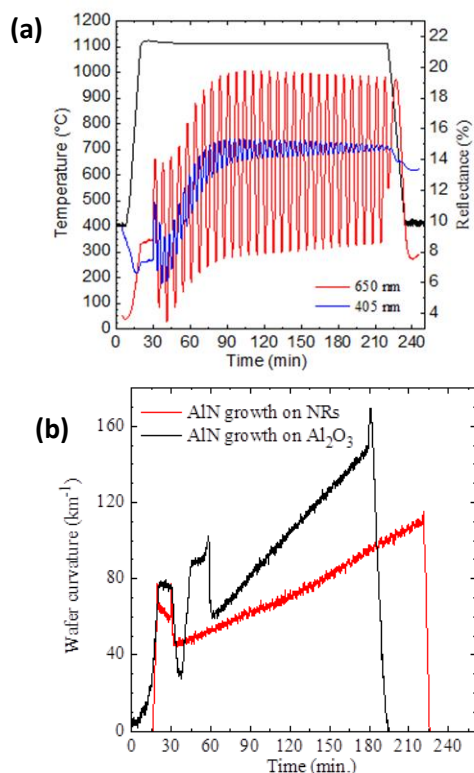 (a)
1200
1100
1000
900
800
700
600
500
400
300
200
100
0
Temperature (°C)
22
20
18
16
14
12
10
8
6
4
Reflectance (%)
650 nm
405 nm
0 30 60 90 120 150 180 210 240
Time (min)
(b)
AlN growth on NRs
AlN growth on Al₂O₃
160
120
80
40
0
Wafer curvature (km⁻¹)
0 30 60 90 120 150 180 210 240
Time (min.)